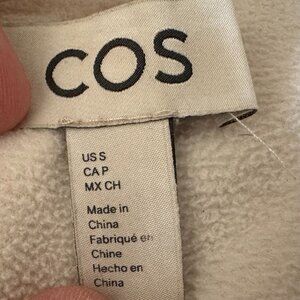 COS
US S
CA P
MX CH
Made in
China
Fabriqué en
Chine
Hecho en
China